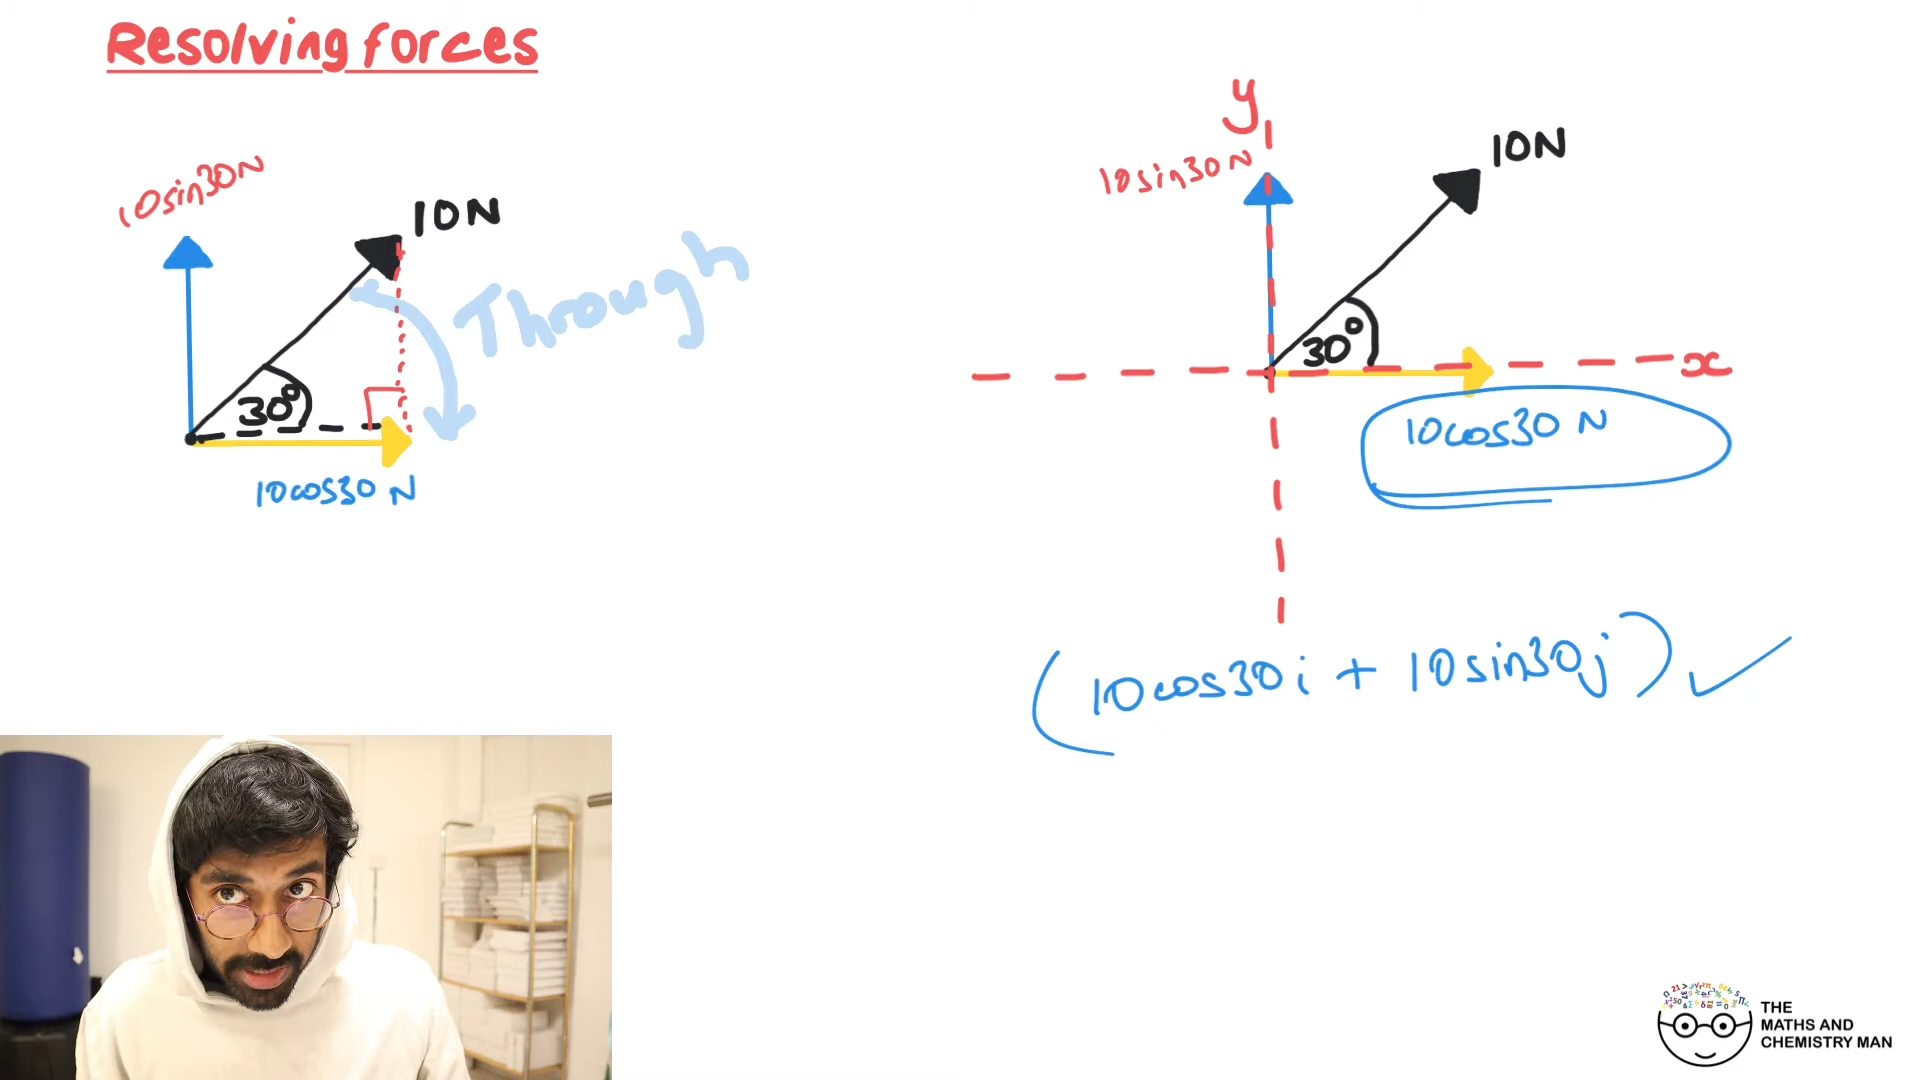 Resolving forces
10sin30N
10N
Through
30°
10cos30 N
y
10sin30N
10N
30°
x
10cos30 N
(10cos30i + 10sin30j) ✓
THE
MATHS AND
CHEMISTRY MAN